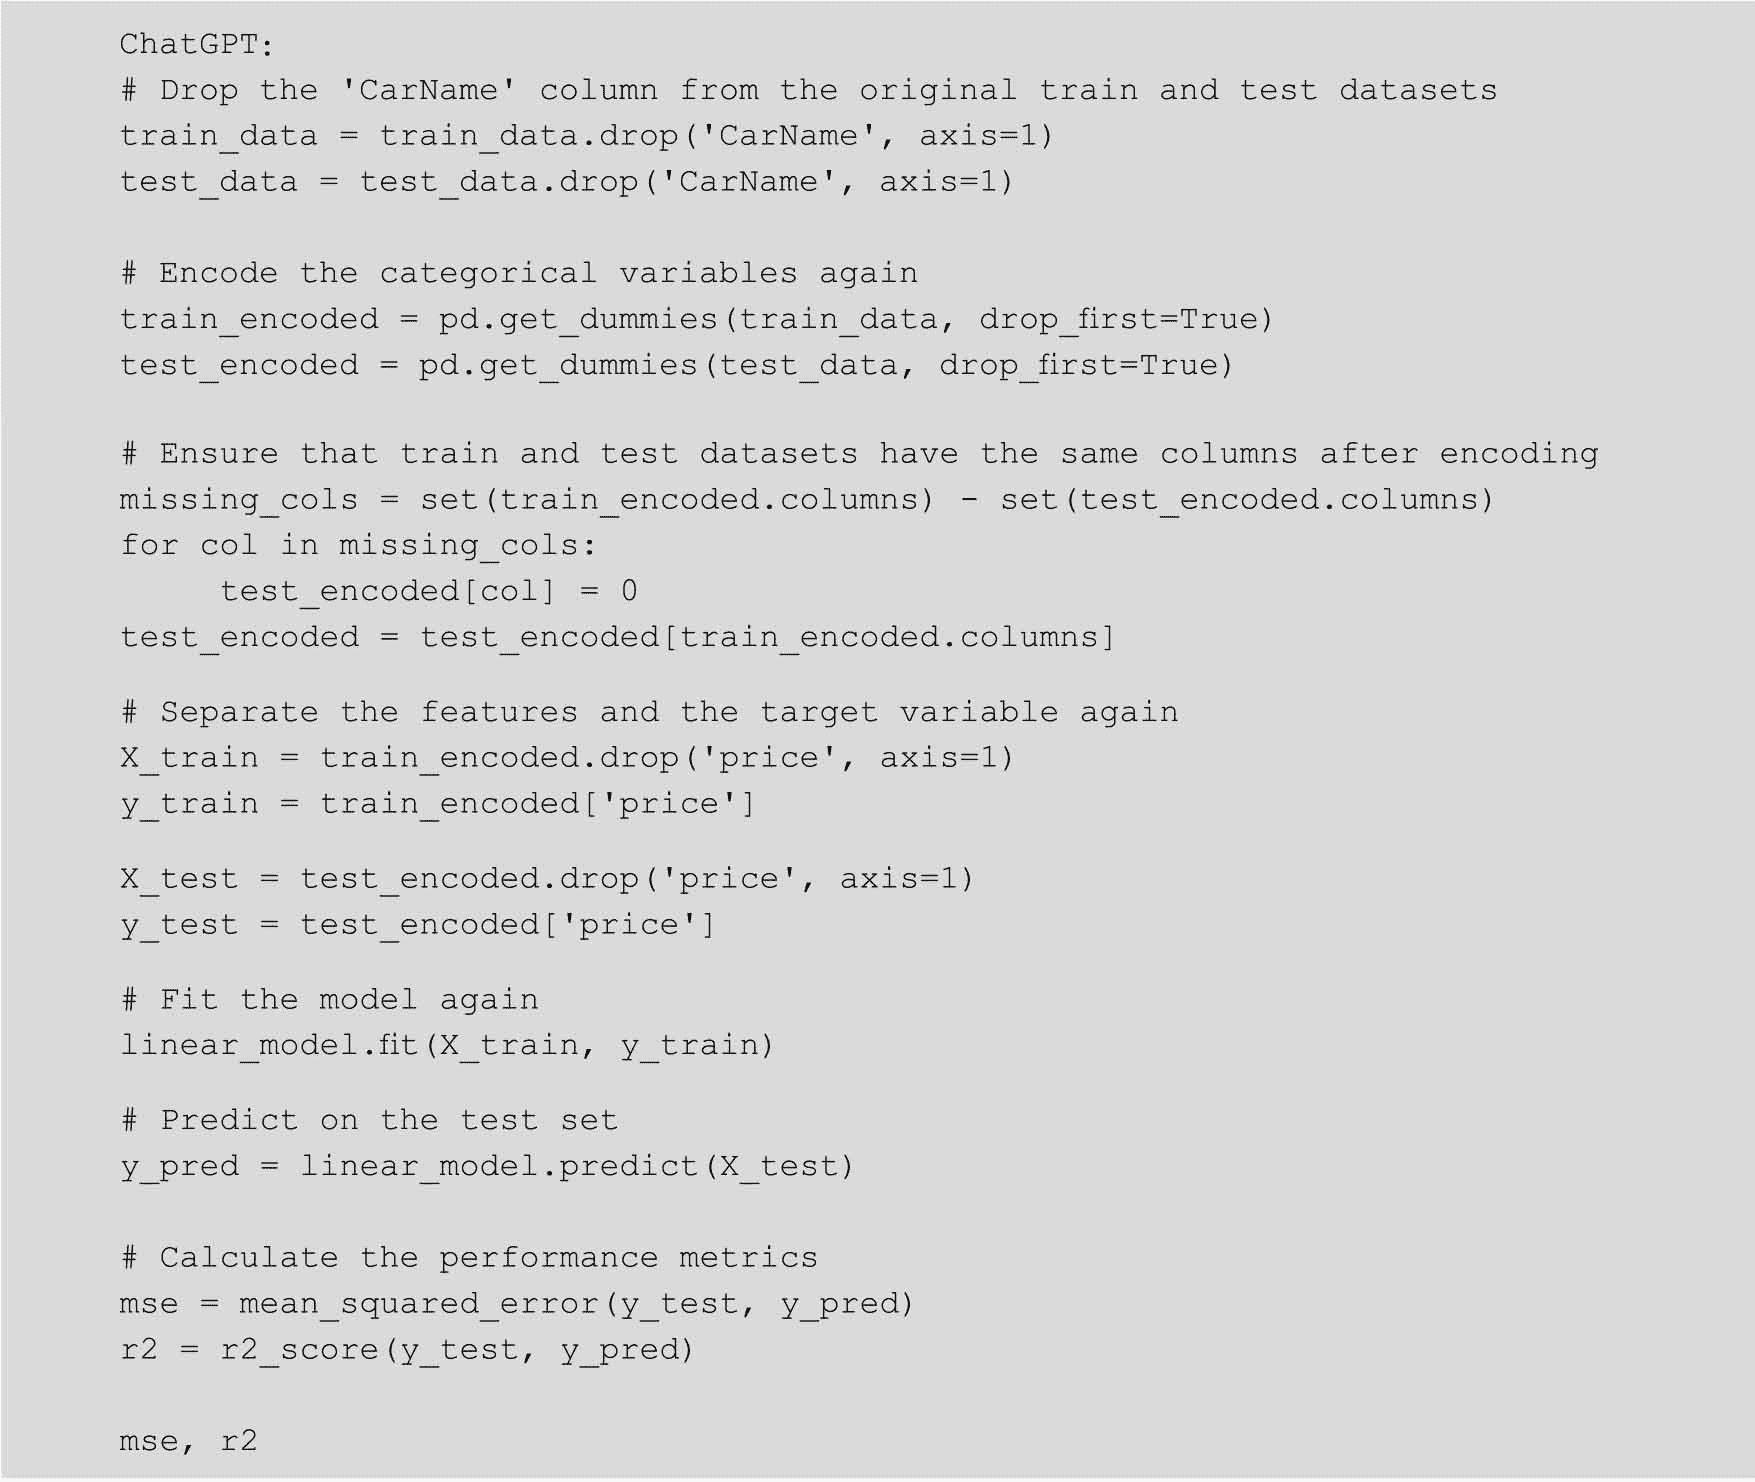 ChatGPT:
# Drop the 'CarName' column from the original train and test datasets
train_data = train_data.drop('CarName', axis=1)
test_data = test_data.drop('CarName', axis=1)
# Encode the categorical variables again
train_encoded = pd.get_dummies(train_data, drop_first=True)
test_encoded = pd.get_dummies(test_data, drop_first=True)
# Ensure that train and test datasets have the same columns after encoding
missing_cols = set(train_encoded.columns) - set(test_encoded.columns)
for col in missing_cols:
     test_encoded[col] = 0
test_encoded = test_encoded[train_encoded.columns]
# Separate the features and the target variable again
X_train = train_encoded.drop('price', axis=1)
y_train = train_encoded['price']
X_test = test_encoded.drop('price', axis=1)
y_test = test_encoded['price']
# Fit the model again
linear_model.fit(X_train, y_train)
# Predict on the test set
y_pred = linear_model.predict(X_test)
# Calculate the performance metrics
mse = mean_squared_error(y_test, y_pred)
r2 = r2_score(y_test, y_pred)
mse, r2